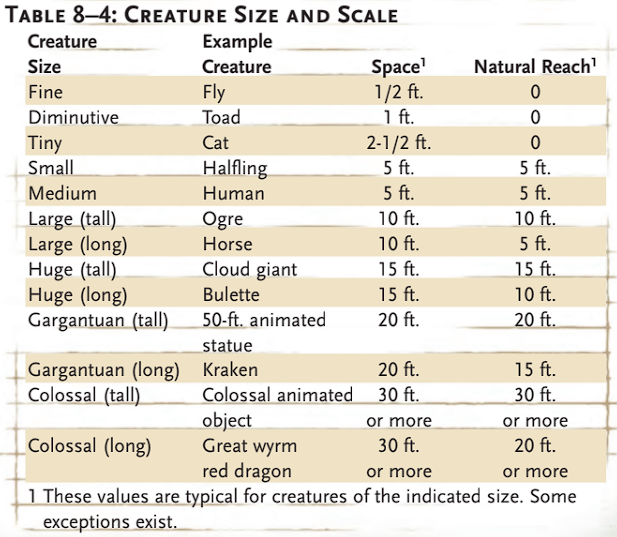 TABLE 8–4: CREATURE SIZE AND SCALE
Creature Example
Size Creature Space¹ Natural Reach¹
Fine Fly 1/2 ft. 0
Diminutive Toad 1 ft. 0
Tiny Cat 2-1/2 ft. 0
Small Halfling 5 ft. 5 ft.
Medium Human 5 ft. 5 ft.
Large (tall) Ogre 10 ft. 10 ft.
Large (long) Horse 10 ft. 5 ft.
Huge (tall) Cloud giant 15 ft. 15 ft.
Huge (long) Bulette 15 ft. 10 ft.
Gargantuan (tall) 50-ft. animated 20 ft. 20 ft.
statue
Gargantuan (long) Kraken 20 ft. 15 ft.
Colossal (tall) Colossal animated 30 ft. 30 ft.
object or more or more
Colossal (long) Great wyrm 30 ft. 20 ft.
red dragon or more or more
1 These values are typical for creatures of the indicated size. Some
exceptions exist.